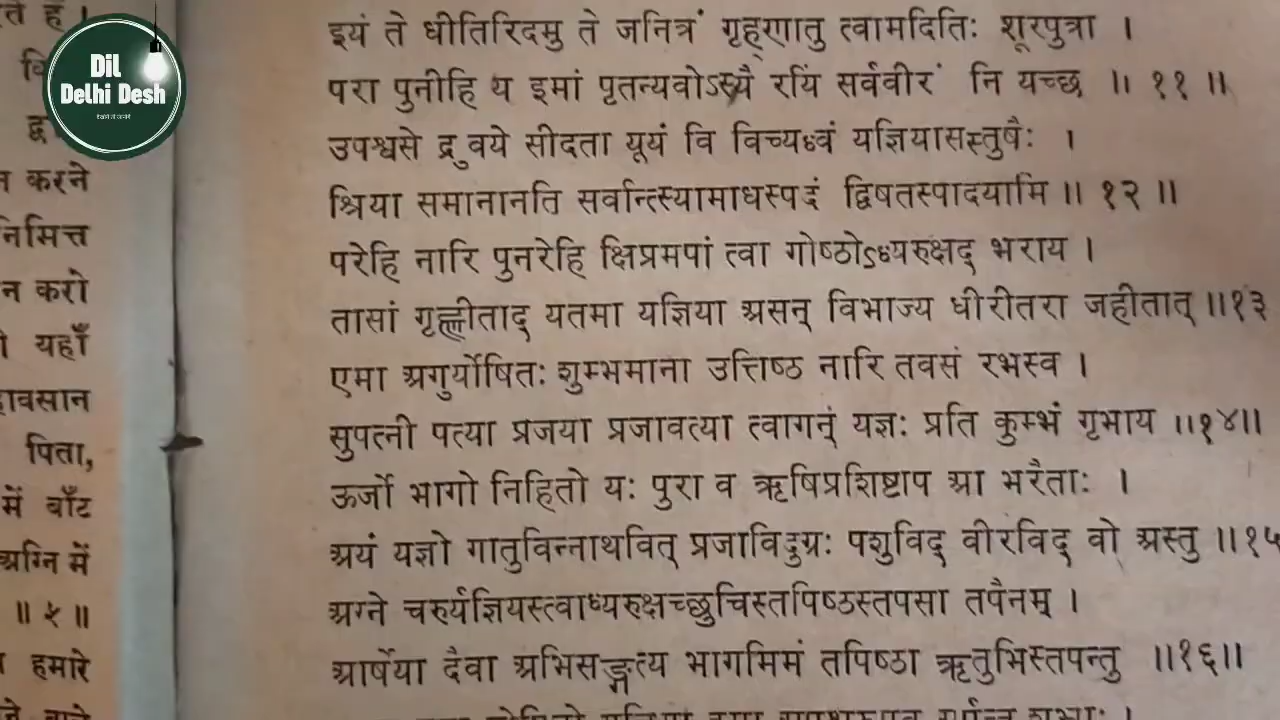 Dil
Delhi Desh
ते हैं।
न करने
निमित्त
न करो
यहाँ
हावसान
पिता,
में बाँट
अग्नि में
॥ ५ ॥
हमारे
इयं ते धीतिरिदमु ते जनित्रं गृह्णातु त्वामदितिः शूरपुत्रा ।
परा पुनीहि य इमां पृतन्यवोऽस्यै रयिं सर्ववीरं नि यच्छ ॥ ११ ॥
उपश्वसे द्रुवये सीदता यूयं वि विच्यध्वं यज्ञियासस्तुषैः ।
श्रिया समानानति सर्वान्त्स्यामाधस्पदं द्विषतस्पादयामि ॥ १२ ॥
परेहि नारि पुनरेहि क्षिप्रमपां त्वा गोष्ठोऽध्यरुक्षद् भराय ।
तासां गृह्णीताद् यतमा यज्ञिया असन् विभाज्य धीरीतरा जहीतात् ॥१३
एमा अगुर्योषितः शुम्भमाना उत्तिष्ठ नारि तवसं रभस्व ।
सुपत्नी पत्या प्रजया प्रजावत्या त्वागन् यज्ञः प्रति कुम्भं गृभाय ॥१४॥
ऊर्जो भागो निहितो यः पुरा व ऋषिप्रशिष्टाप आ भरैताः ।
अयं यज्ञो गातुविन्नाथवित् प्रजाविदुग्रः पशुविद् वीरविद् वो अस्तु ॥१५
अग्ने चरुर्यज्ञियस्त्वाध्यरुक्षच्छुचिस्तपिष्ठस्तपसा तपैनम् ।
आर्षेया दैवा अभिसङ्गत्य भागमिमं तपिष्ठा ऋतुभिस्तपन्तु ॥१६॥